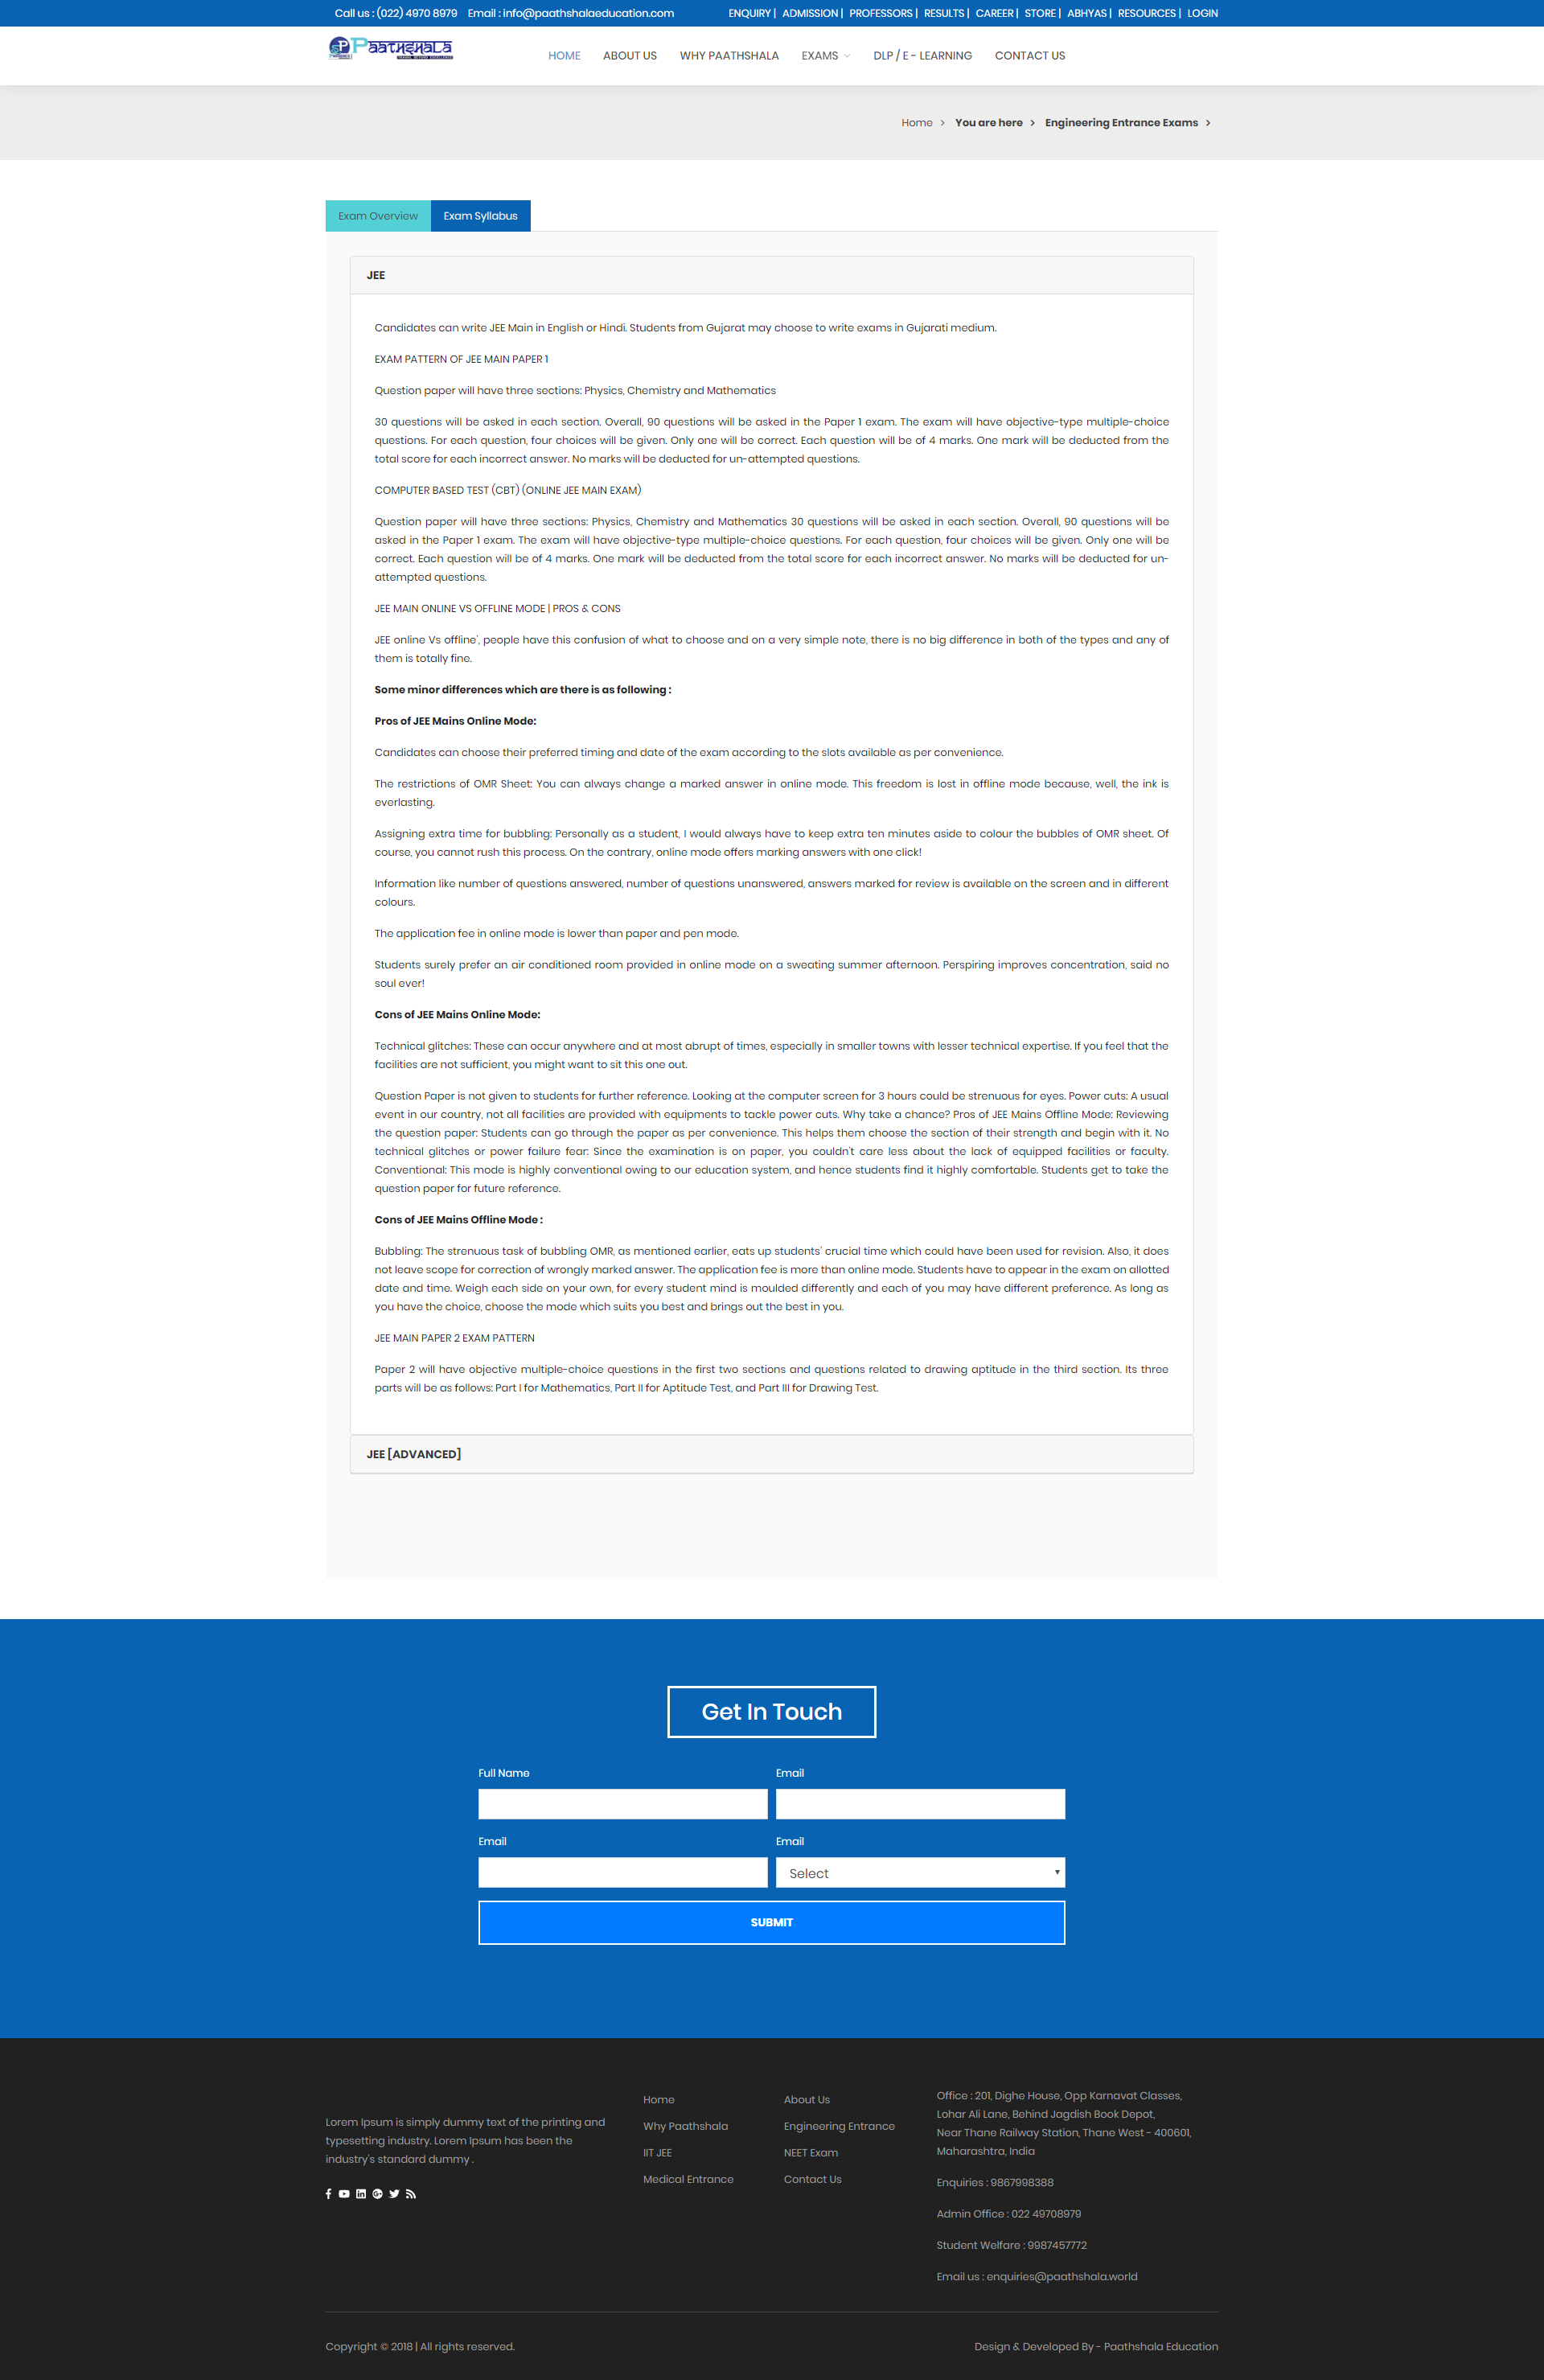 Call us : (022) 4970 8979 Email : info@paathshalaeducation.com ENQUIRY | ADMISSION | PROFESSORS | RESULTS | CAREER | STORE | ABHYAS | RESOURCES | LOGIN
PAATHSHALA HOME ABOUT US WHY PAATHSHALA EXAMS DLP / E - LEARNING CONTACT US
Home > You are here > Engineering Entrance Exams >
Exam Overview Exam Syllabus
JEE
Candidates can write JEE Main in English or Hindi. Students from Gujarat may choose to write exams in Gujarati medium.
EXAM PATTERN OF JEE MAIN PAPER 1
Question paper will have three sections: Physics, Chemistry and Mathematics
30 questions will be asked in each section. Overall, 90 questions will be asked in the Paper 1 exam. The exam will have objective-type multiple-choice
questions. For each question, four choices will be given. Only one will be correct. Each question will be of 4 marks. One mark will be deducted from the
total score for each incorrect answer. No marks will be deducted for un-attempted questions.
COMPUTER BASED TEST (CBT) (ONLINE JEE MAIN EXAM)
Question paper will have three sections: Physics, Chemistry and Mathematics 30 questions will be asked in each section. Overall, 90 questions will be
asked in the Paper 1 exam. The exam will have objective-type multiple-choice questions. For each question, four choices will be given. Only one will be
correct. Each question will be of 4 marks. One mark will be deducted from the total score for each incorrect answer. No marks will be deducted for un-
attempted questions.
JEE MAIN ONLINE VS OFFLINE MODE | PROS & CONS
JEE online Vs offline', people have this confusion of what to choose and on a very simple note, there is no big difference in both of the types and any of
them is totally fine.
Some minor differences which are there is as following :
Pros of JEE Mains Online Mode:
Candidates can choose their preferred timing and date of the exam according to the slots available as per convenience.
The restrictions of OMR Sheet: You can always change a marked answer in online mode. This freedom is lost in offline mode because, well, the ink is
everlasting.
Assigning extra time for bubbling: Personally as a student, I would always have to keep extra ten minutes aside to colour the bubbles of OMR sheet. Of
course, you cannot rush this process. On the contrary, online mode offers marking answers with one click!
Information like number of questions answered, number of questions unanswered, answers marked for review is available on the screen and in different
colours.
The application fee in online mode is lower than paper and pen mode.
Students surely prefer an air conditioned room provided in online mode on a sweating summer afternoon. Perspiring improves concentration, said no
soul ever!
Cons of JEE Mains Online Mode:
Technical glitches: These can occur anywhere and at most abrupt of times, especially in smaller towns with lesser technical expertise. If you feel that the
facilities are not sufficient, you might want to sit this one out.
Question Paper is not given to students for further reference. Looking at the computer screen for 3 hours could be strenuous for eyes. Power cuts: A usual
event in our country, not all facilities are provided with equipments to tackle power cuts. Why take a chance? Pros of JEE Mains Offline Mode: Reviewing
the question paper: Students can go through the paper as per convenience. This helps them choose the section of their strength and begin with it. No
technical glitches or power failure fear: Since the examination is on paper, you couldn't care less about the lack of equipped facilities or faculty.
Conventional: This mode is highly conventional owing to our education system, and hence students find it highly comfortable. Students get to take the
question paper for future reference.
Cons of JEE Mains Offline Mode :
Bubbling: The strenuous task of bubbling OMR, as mentioned earlier, eats up students' crucial time which could have been used for revision. Also, it does
not leave scope for correction of wrongly marked answer. The application fee is more than online mode. Students have to appear in the exam on allotted
date and time. Weigh each side on your own, for every student mind is moulded differently and each of you may have different preference. As long as
you have the choice, choose the mode which suits you best and brings out the best in you.
JEE MAIN PAPER 2 EXAM PATTERN
Paper 2 will have objective multiple-choice questions in the first two sections and questions related to drawing aptitude in the third section. Its three
parts will be as follows: Part I for Mathematics, Part II for Aptitude Test, and Part III for Drawing Test.
JEE [ADVANCED]
Get In Touch
Full Name Email
Email Email
Select
SUBMIT
Lorem Ipsum is simply dummy text of the printing and
typesetting industry. Lorem Ipsum has been the
industry's standard dummy .
Home About Us
Why Paathshala Engineering Entrance
IIT JEE NEET Exam
Medical Entrance Contact Us
Office : 201, Dighe House, Opp Karnavat Classes,
Lohar Ali Lane, Behind Jagdish Book Depot,
Near Thane Railway Station, Thane West - 400601,
Maharashtra, India
Enquiries : 9867998388
Admin Office : 022 49708979
Student Welfare : 9987457772
Email us : enquiries@paathshala.world
Copyright © 2018 | All rights reserved. Design & Developed By - Paathshala Education